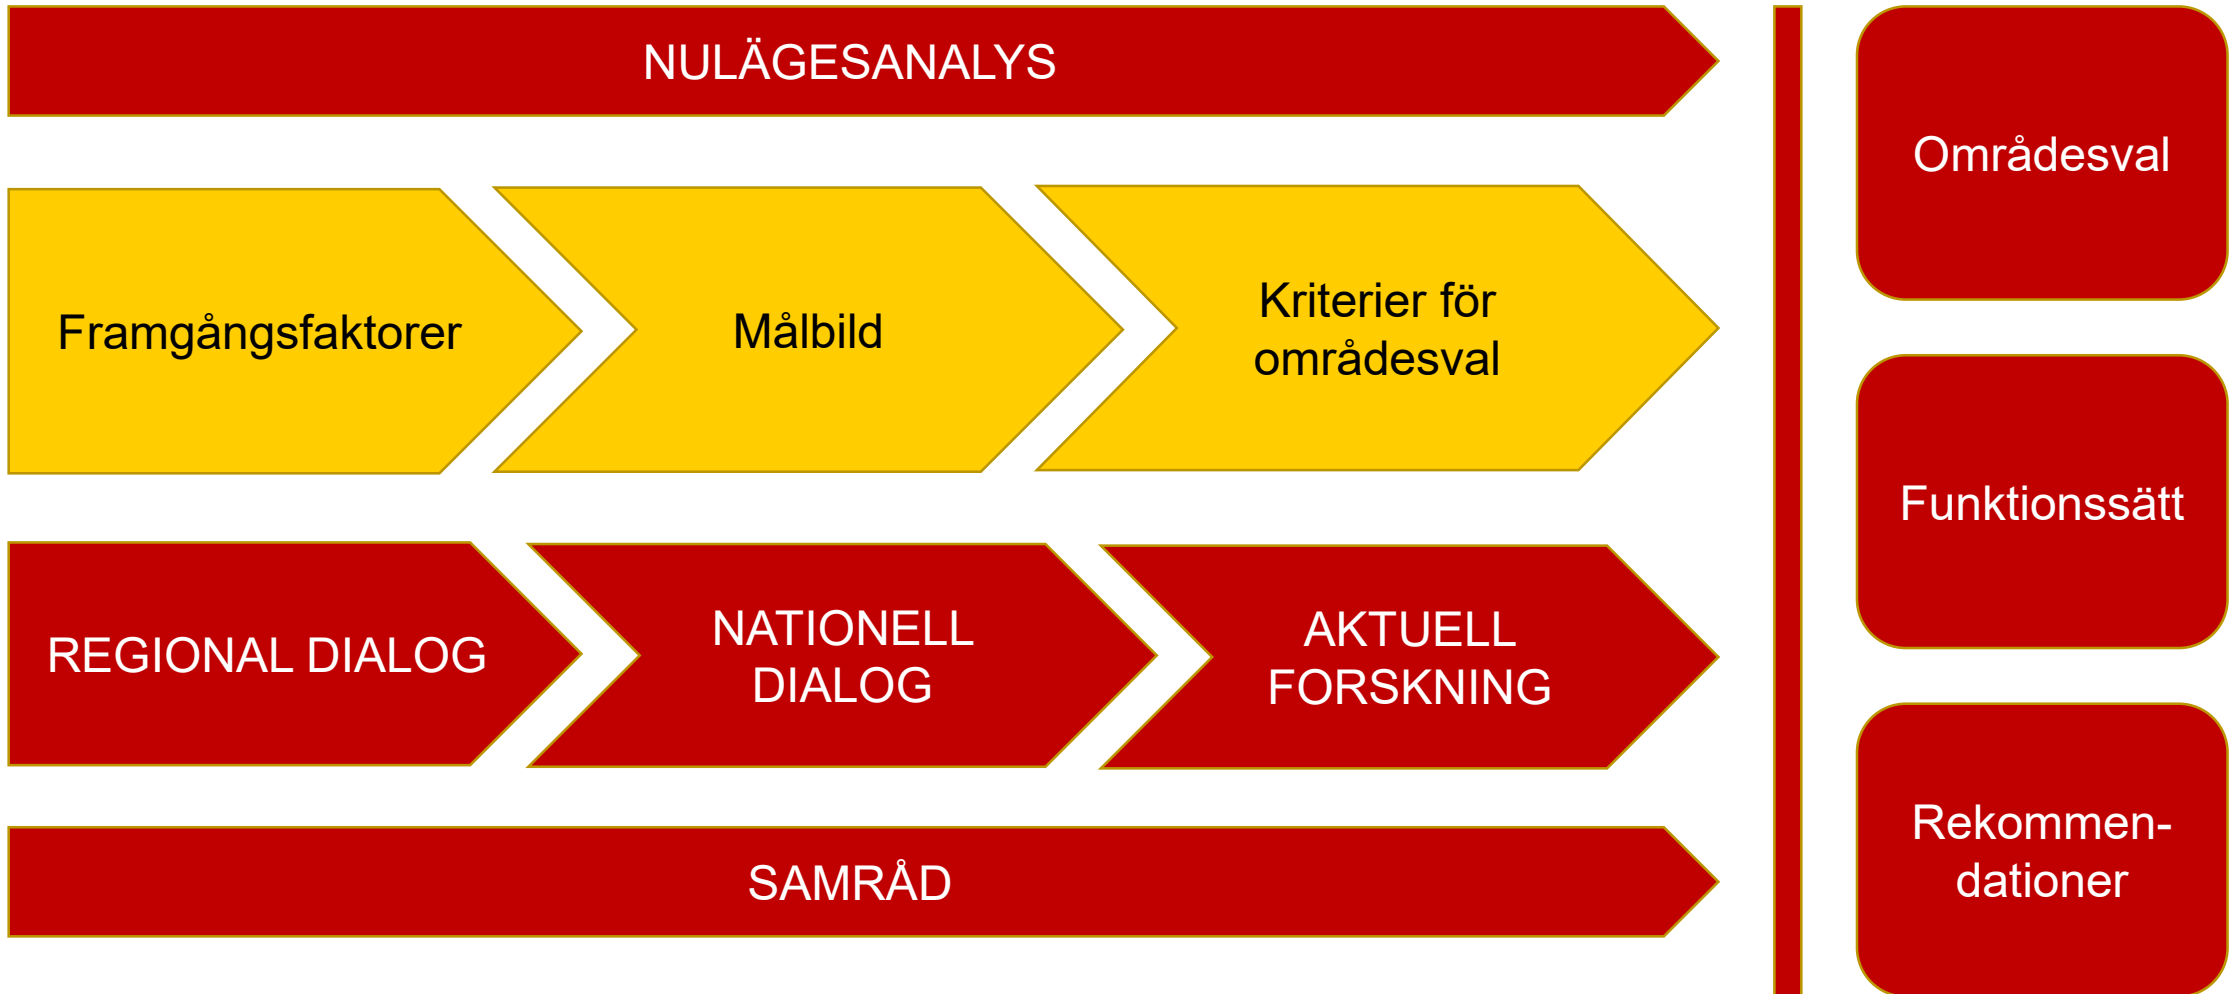 NULÄGESANALYS
Framgångsfaktorer
Målbild
Kriterier för
områdesval
REGIONAL DIALOG
NATIONELL
DIALOG
AKTUELL
FORSKNING
SAMRÅD
Områdesval
Funktionssätt
Rekommen-
dationer